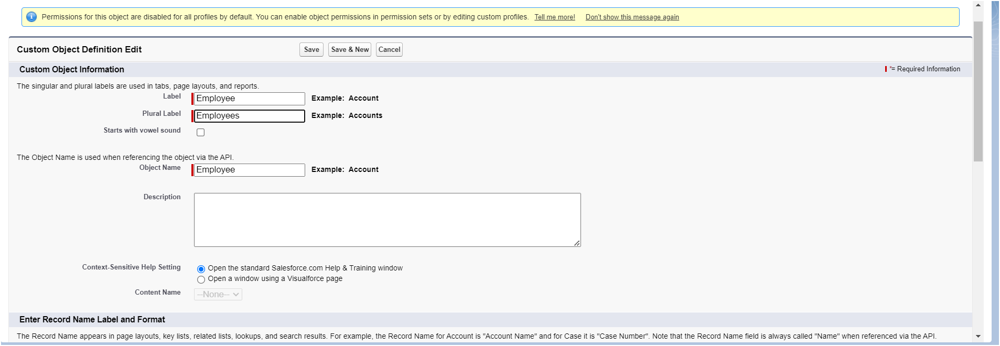 Permissions for this object are disabled for all profiles by default. You can enable object permissions in permission sets or by editing custom profiles. Tell me more! Don't show this message again
Custom Object Definition Edit Save Save & New Cancel
Custom Object Information *= Required Information
The singular and plural labels are used in tabs, page layouts, and reports.
Label Employee Example: Account
Plural Label Employees Example: Accounts
Starts with vowel sound
The Object Name is used when referencing the object via the API.
Object Name Employee Example: Account
Description
Context-Sensitive Help Setting Open the standard Salesforce.com Help & Training window
Open a window using a Visualforce page
Content Name --None--
Enter Record Name Label and Format
The Record Name appears in page layouts, key lists, related lists, lookups, and search results. For example, the Record Name for Account is "Account Name" and for Case it is "Case Number". Note that the Record Name field is always called "Name" when referenced via the API.